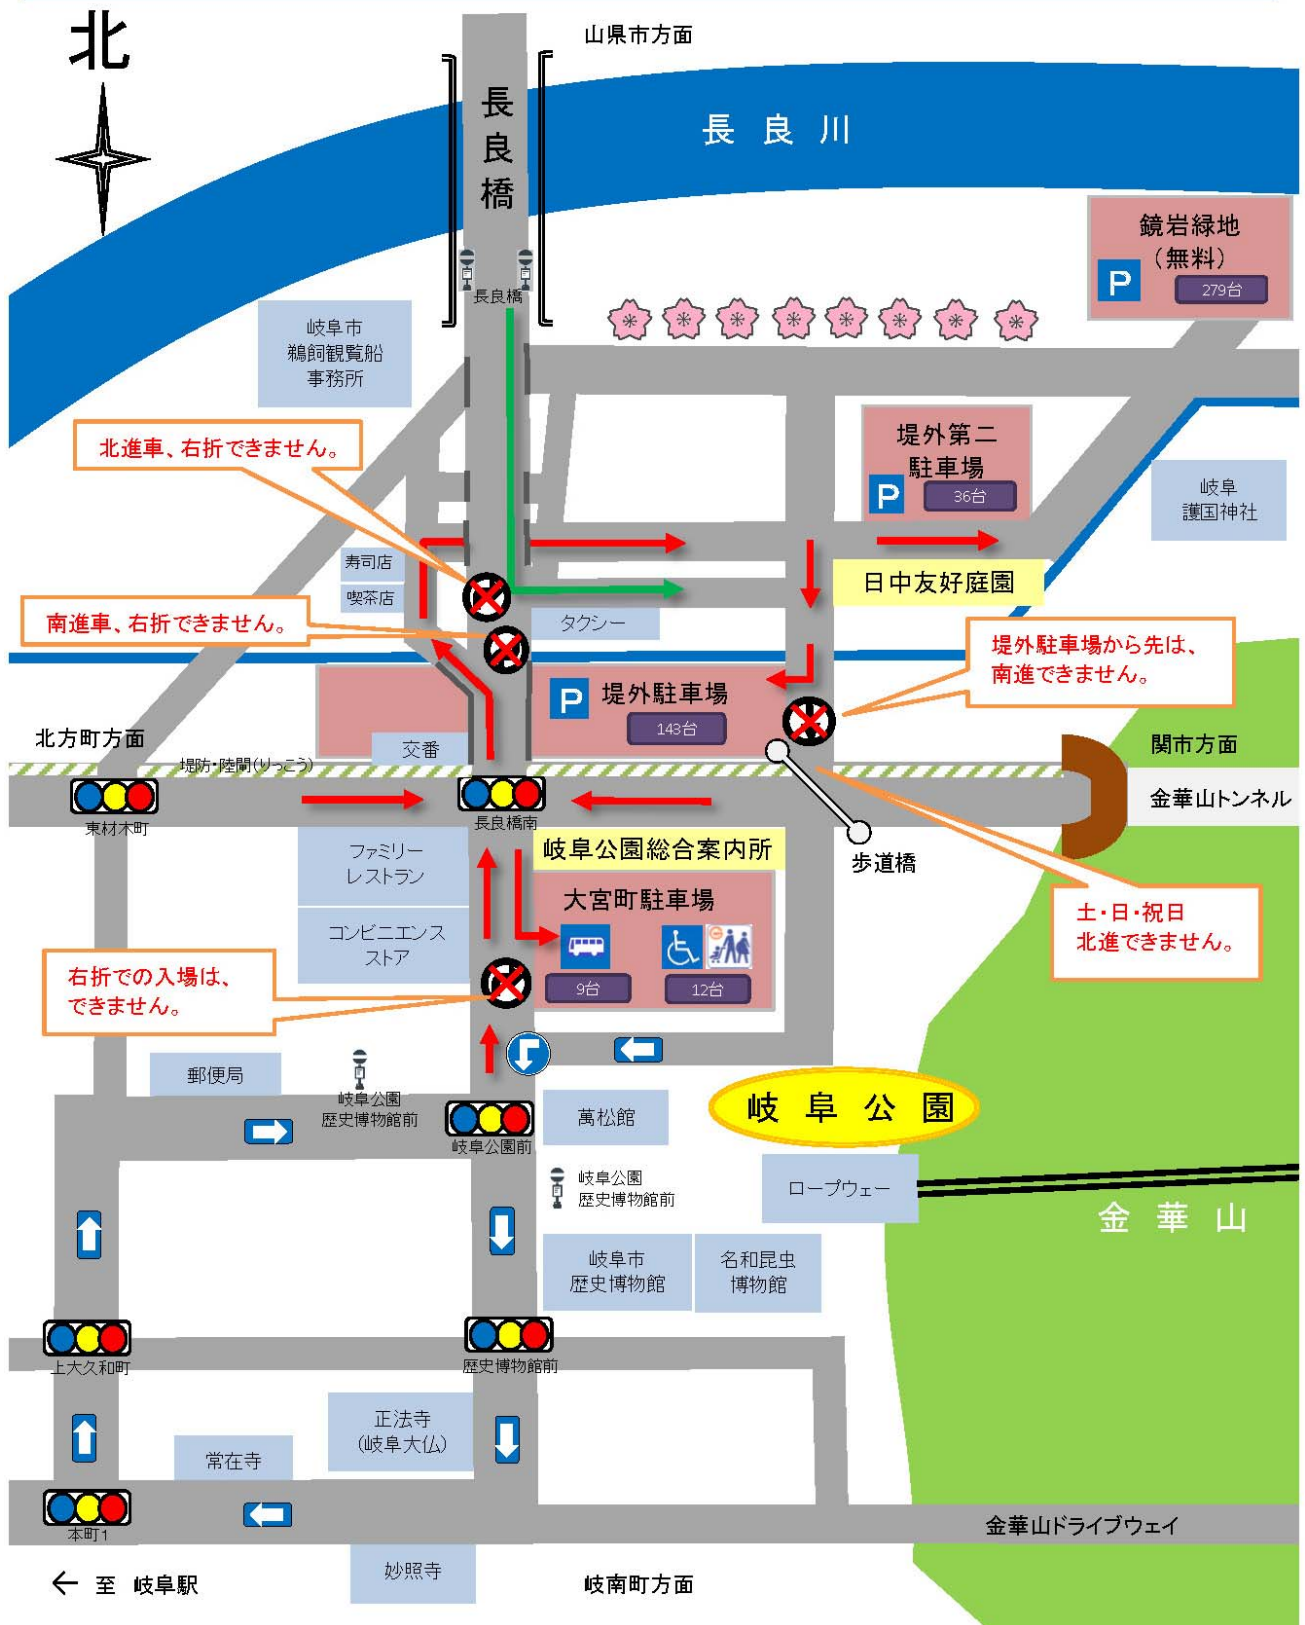 北
山県市方面
長良橋
長良川
鏡岩緑地
(無料)
P
279台
長良橋
岐阜市
鵜飼観覧船
事務所
北進車、右折できません。
堤外第二
駐車場
P
36台
岐阜
護国神社
寿司店
喫茶店
日中友好庭園
南進車、右折できません。
タクシー
堤外駐車場から先は、
南進できません。
P
堤外駐車場
143台
北方町方面
交番
関市方面
堤防・陸閘(りっこう)
金華山トンネル
東材木町
長良橋南
ファミリー
レストラン
岐阜公園総合案内所
歩道橋
大宮町駐車場
土・日・祝日
北進できません。
コンビニエンス
ストア
右折での入場は、
できません。
9台
12台
郵便局
岐阜公園
歴史博物館前
岐阜公園
萬松館
岐阜公園前
岐阜公園
歴史博物館前
ロープウェー
金華山
岐阜市
歴史博物館
名和昆虫
博物館
上大久和町
歴史博物館前
正法寺
(岐阜大仏)
常在寺
本町1
金華山ドライブウェイ
妙照寺
← 至 岐阜駅
岐南町方面